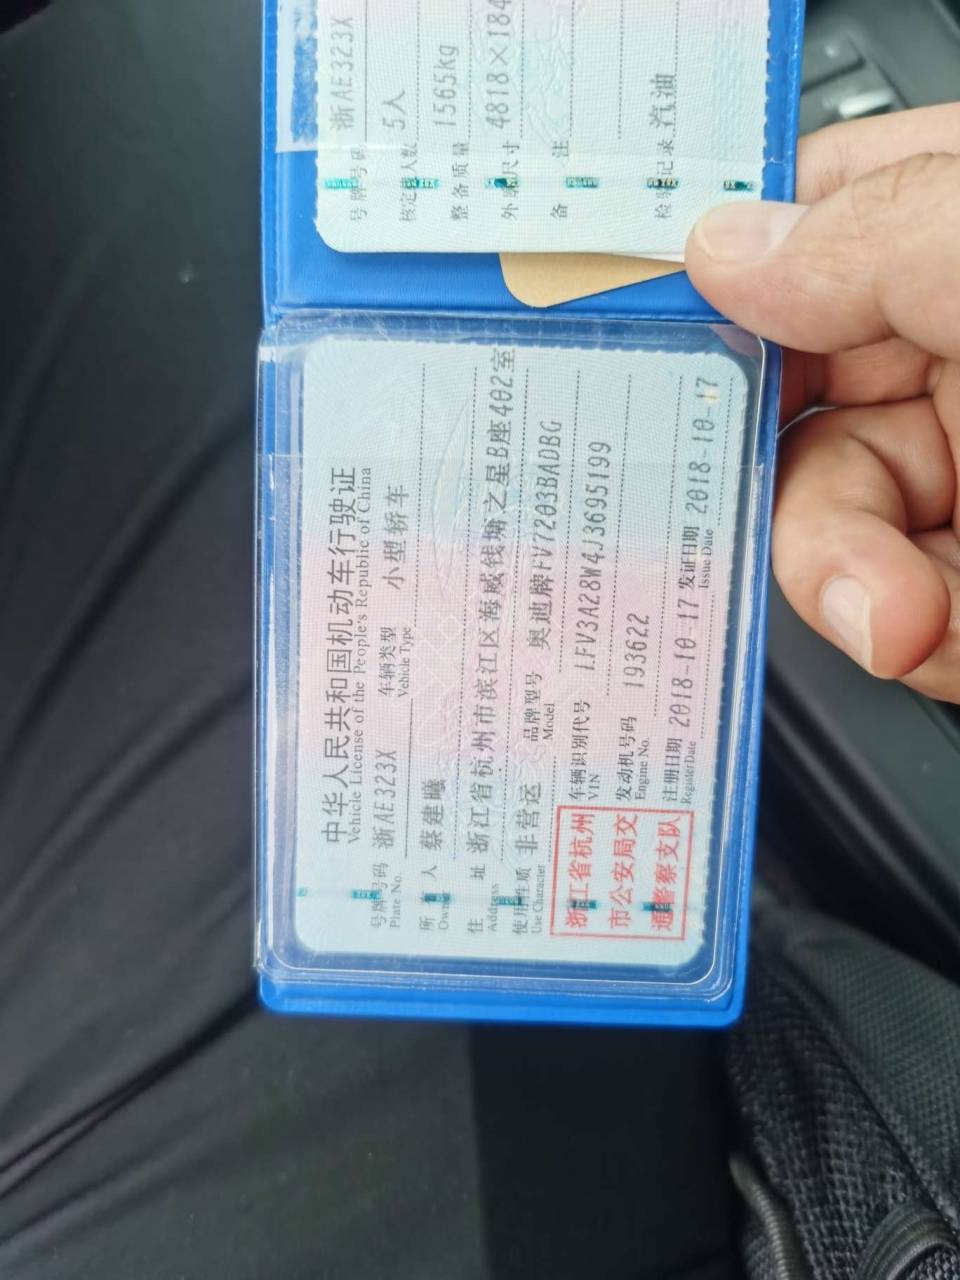 中华人民共和国机动车行驶证
Vehicle License of the People's Republic of China
号牌号码 浙AE323X 车辆类型 小型轿车
Plate No. Vehicle Type
所有人 蔡建曦
Owner
住址 浙江省杭州市滨江区海威钱塘之星B座402室
Address
使用性质 非营运 品牌型号 奥迪牌FV7203BADBG
Use Character Model
浙江省杭州
市公安局交
通警察支队
车辆识别代号 LFV3A28W4J3695199
VIN
发动机号码 193622
Engine No.
注册日期 2018-10-17 发证日期 2018-10-17
Register Date Issue Date
号牌号码 浙AE323X
核定载人数 5人
整备质量 1565kg
外廓尺寸 4818×184
备注
检验记录 汽油